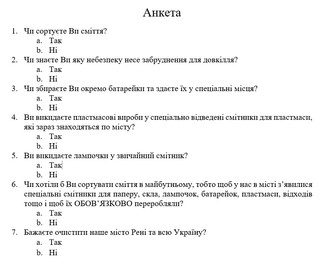 Анкета
1. Чи сортуєте Ви сміття?
a. Так
b. Ні
2. Чи знаєте Ви яку небезпеку несе забруднення для довкілля?
a. Так
b. Ні
3. Чи збираєте Ви окремо батарейки та здаєте їх у спеціальні місця?
a. Так
b. Ні
4. Ви викидаєте пластмасові вироби у спеціально відведені смітники для пластмаси,
які зараз знаходяться по місту?
a. Так
b. Ні
5. Ви викидаєте лампочки у звичайний смітник?
a. Так
b. Ні
6. Чи хотіли б Ви сортувати сміття в майбутньому, тобто щоб у нас в місті з’явилися
спеціальні смітники для паперу, скла, лампочок, батарейок, пластмаси, відходів
тощо і щоб їх ОБОВ’ЯЗКОВО переробляли?
a. Так
b. Ні
7. Бажаєте очистити наше місто Рені та всю Україну?
a. Так
b. Ні